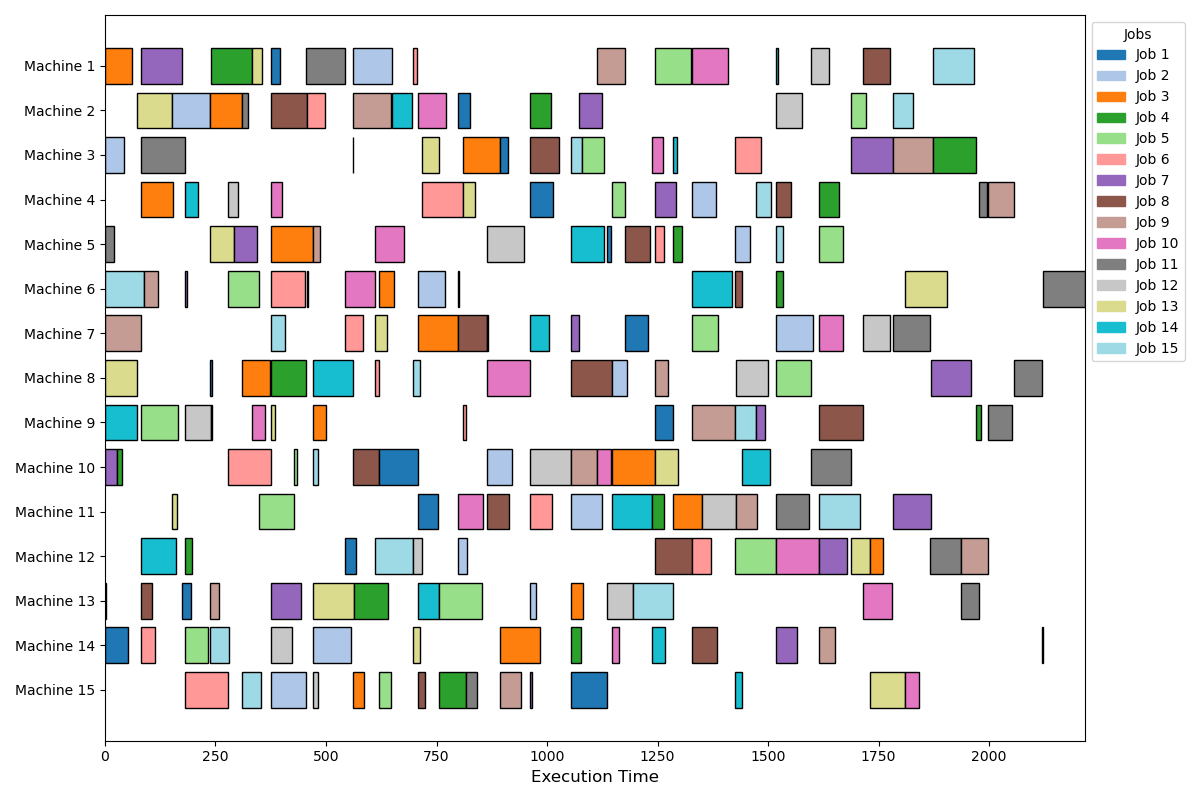 Machine 1
Machine 2
Machine 3
Machine 4
Machine 5
Machine 6
Machine 7
Machine 8
Machine 9
Machine 10
Machine 11
Machine 12
Machine 13
Machine 14
Machine 15
0 250 500 750 1000 1250 1500 1750 2000
Execution Time
Jobs
Job 1
Job 2
Job 3
Job 4
Job 5
Job 6
Job 7
Job 8
Job 9
Job 10
Job 11
Job 12
Job 13
Job 14
Job 15